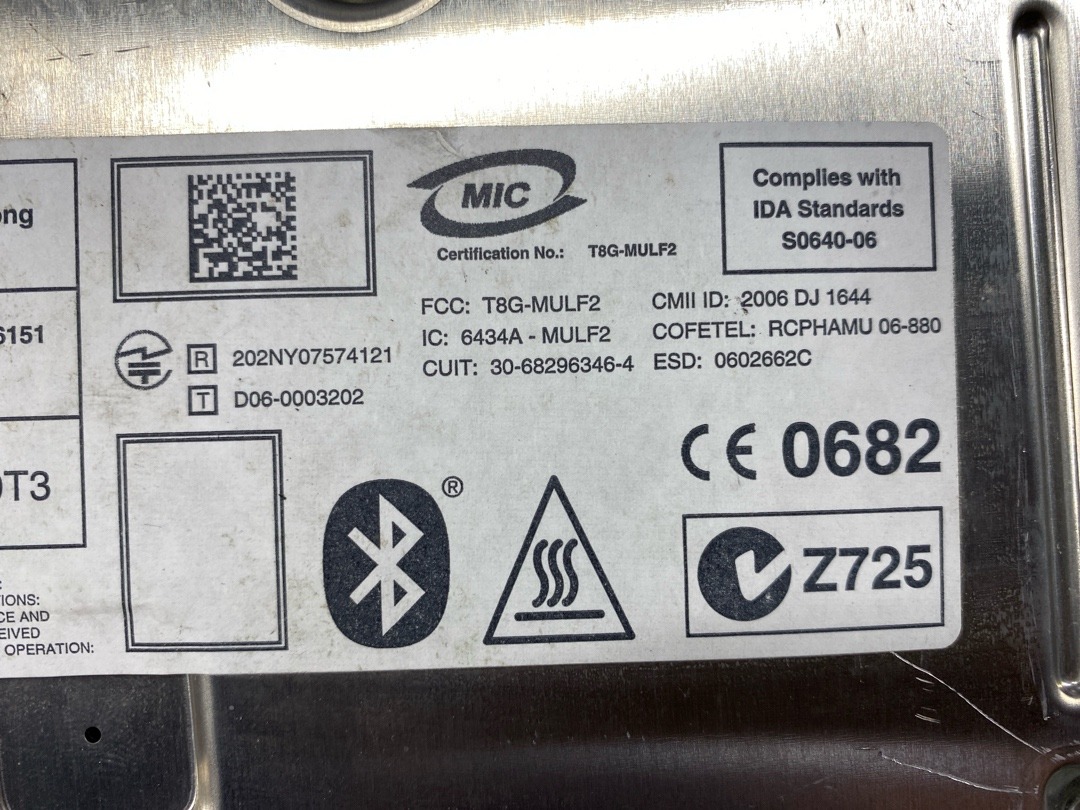 ong
6151
DT3
:
IONS:
CE AND
EIVED
OPERATION:
R 202NY07574121
T D06-0003202
MIC
Certification No.: T8G-MULF2
FCC: T8G-MULF2
IC: 6434A - MULF2
CUIT: 30-68296346-4
CMII ID: 2006 DJ 1644
COFETEL: RCPHAMU 06-880
ESD: 0602662C
Complies with
IDA Standards
S0640-06
®
CE 0682
Z725